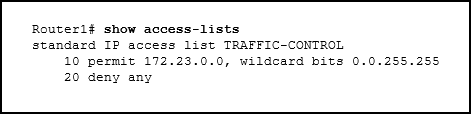 Router1# show access-lists
standard IP access list TRAFFIC-CONTROL
10 permit 172.23.0.0, wildcard bits 0.0.255.255
20 deny any